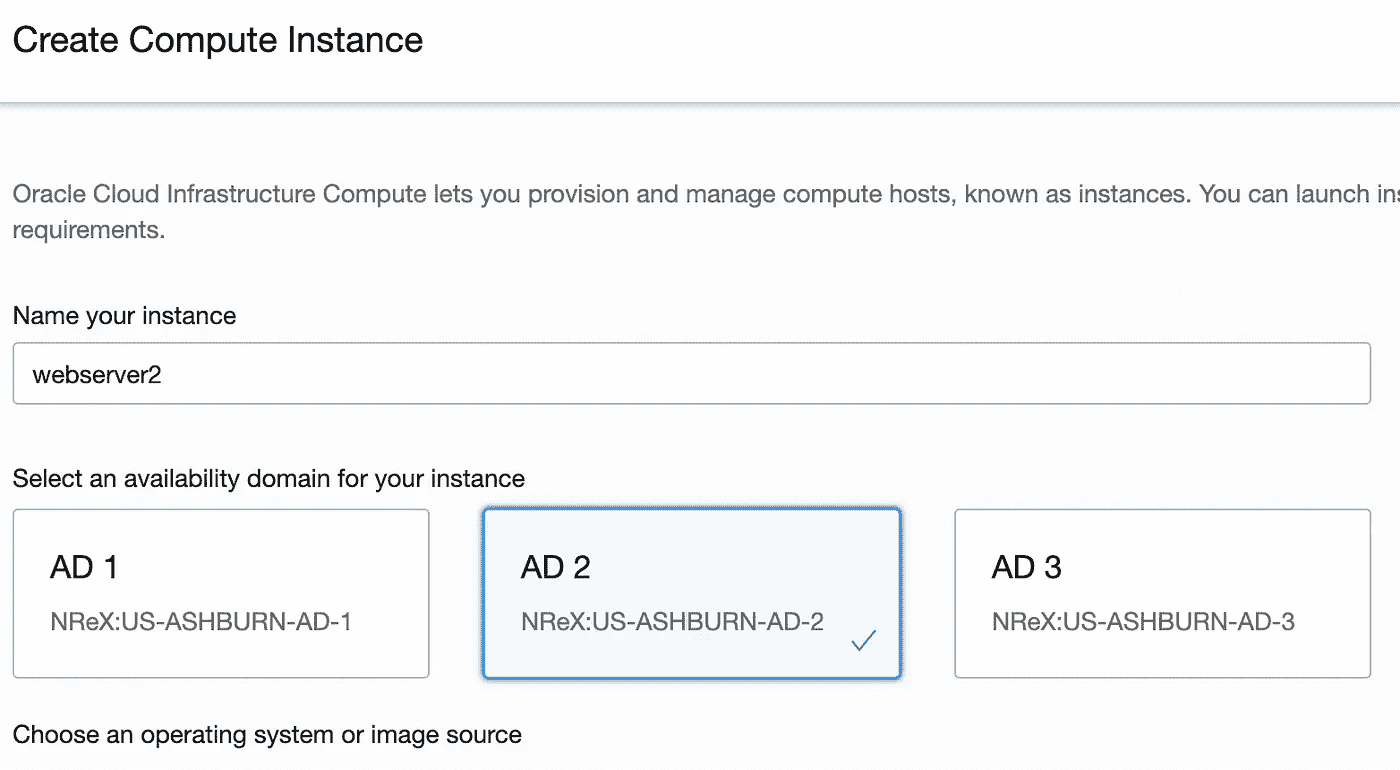 Create Compute Instance
Oracle Cloud Infrastructure Compute lets you provision and manage compute hosts, known as instances. You can launch
requirements.
Name your instance
webserver2
Select an availability domain for your instance
AD 1
NReX:US-ASHBURN-AD-1
AD 2
NReX:US-ASHBURN-AD-2
AD 3
NReX:US-ASHBURN-AD-3
Choose an operating system or image source